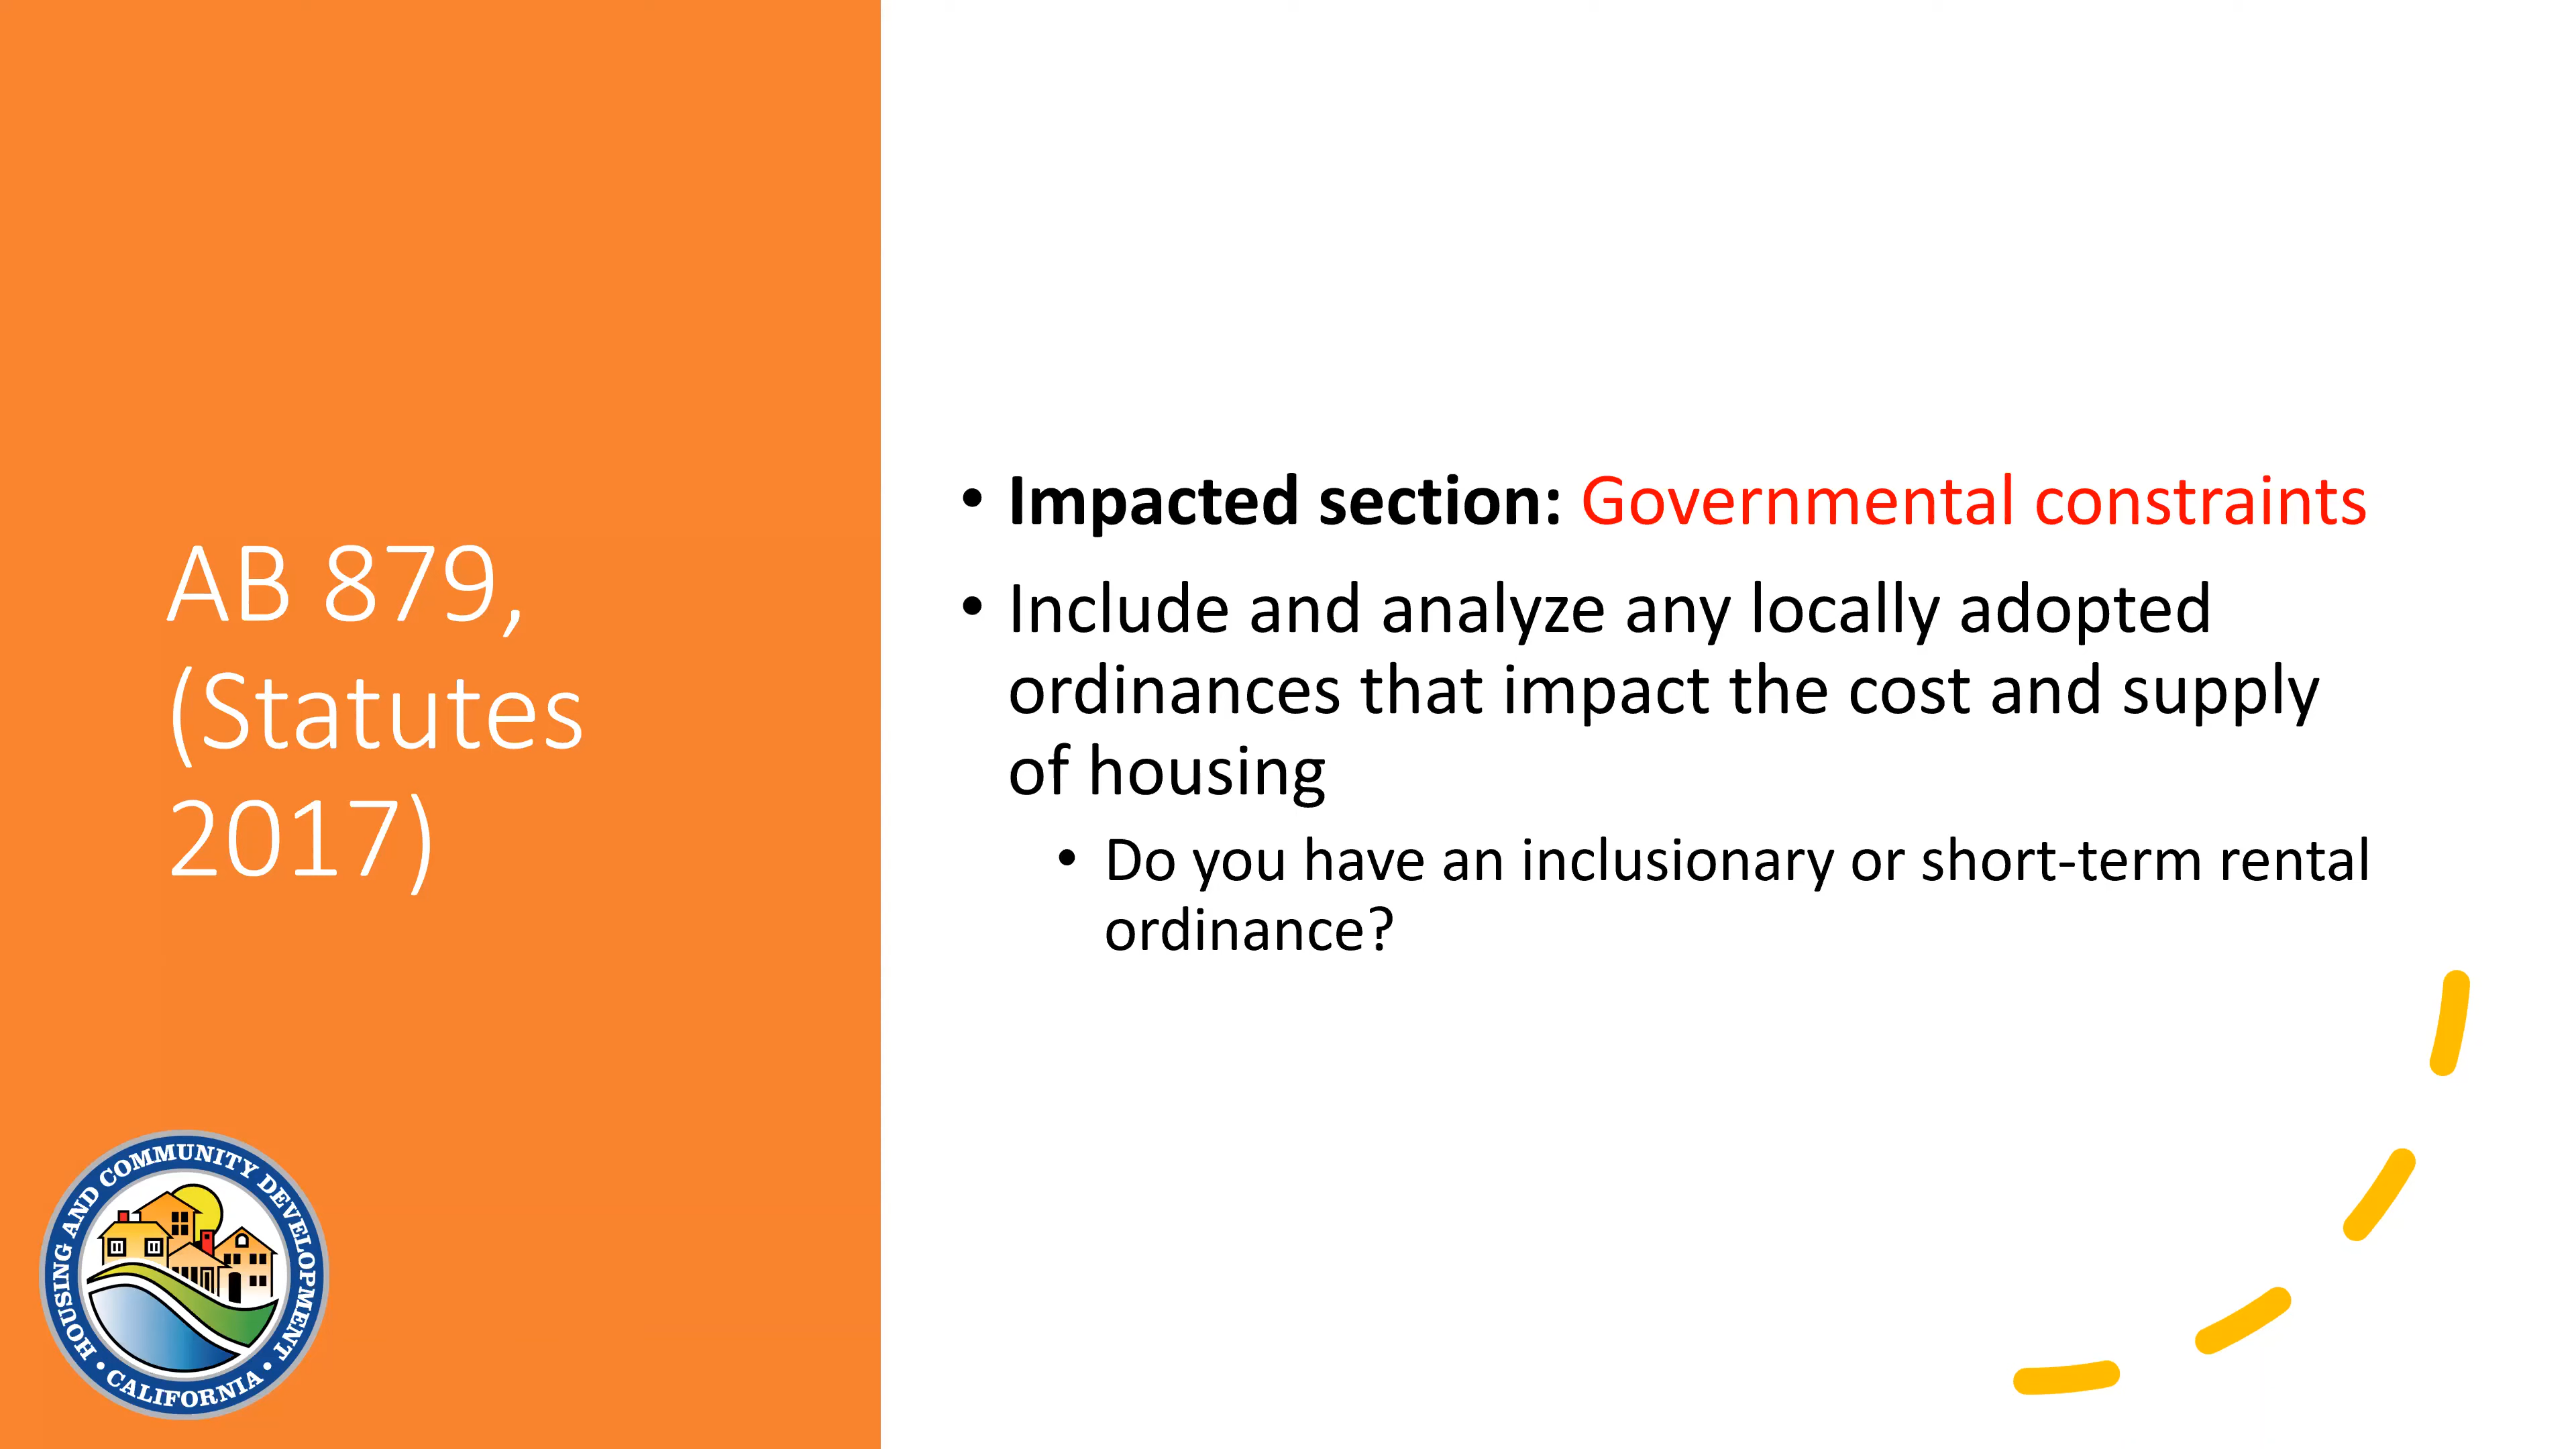 AB 879,
(Statutes
2017)
• Impacted section: Governmental constraints
• Include and analyze any locally adopted
ordinances that impact the cost and supply
of housing
• Do you have an inclusionary or short-term rental
ordinance?
HOUSING AND COMMUNITY DEVELOPMENT
• CALIFORNIA •